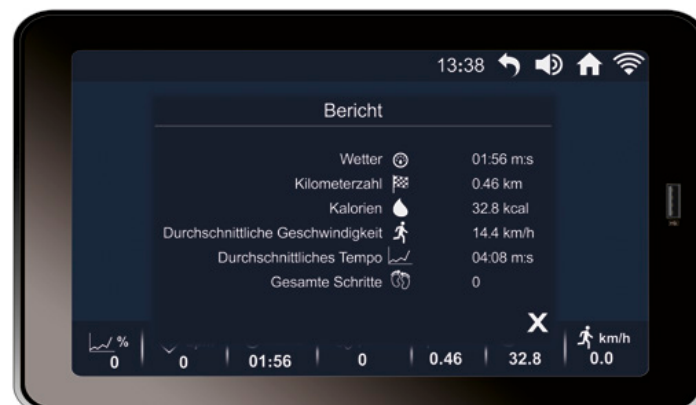 13:38
Bericht
Wetter 01:56 m:s
Kilometerzahl 0.46 km
Kalorien 32.8 kcal
Durchschnittliche Geschwindigkeit 14.4 km/h
Durchschnittliches Tempo 04:08 m:s
Gesamte Schritte 0
X
% km/h
0 0 01:56 0 0.46 32.8 0.0